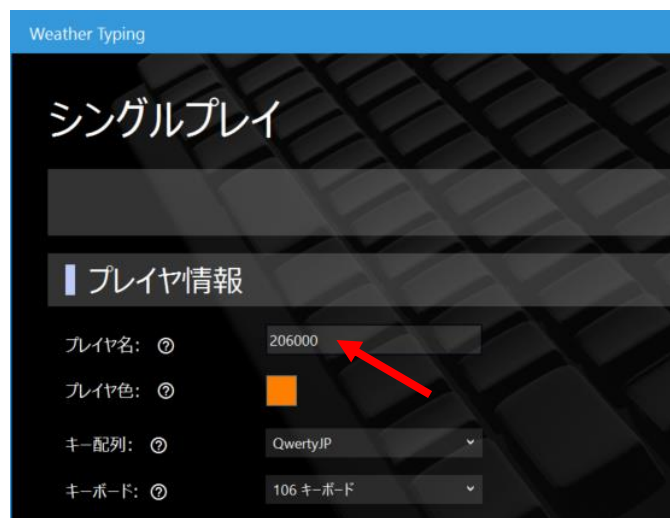 Weather Typing
シングルプレイ
プレイヤ情報
プレイヤ名: ?
206000
プレイヤ色: ?
キー配列: ?
QwertyJP
キーボード: ?
106 キーボード